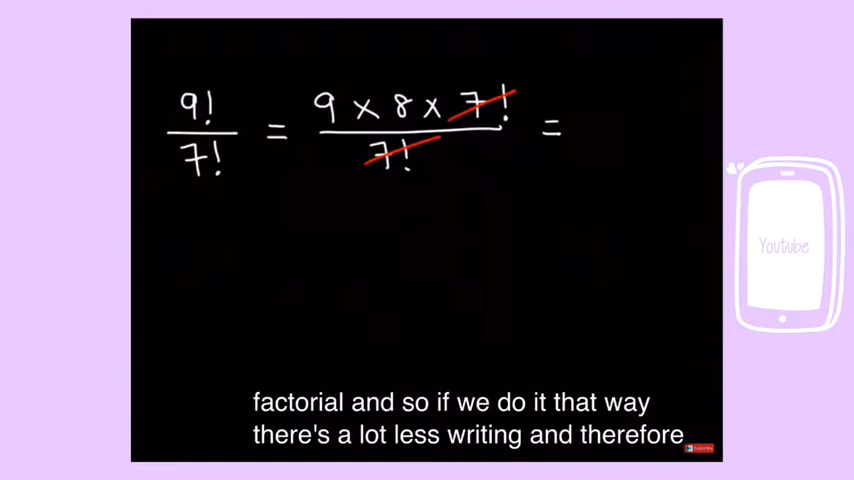 9! / 7! = 9 x 8 x 7! / 7! =
Youtube
factorial and so if we do it that way
there's a lot less writing and therefore
Subscribe